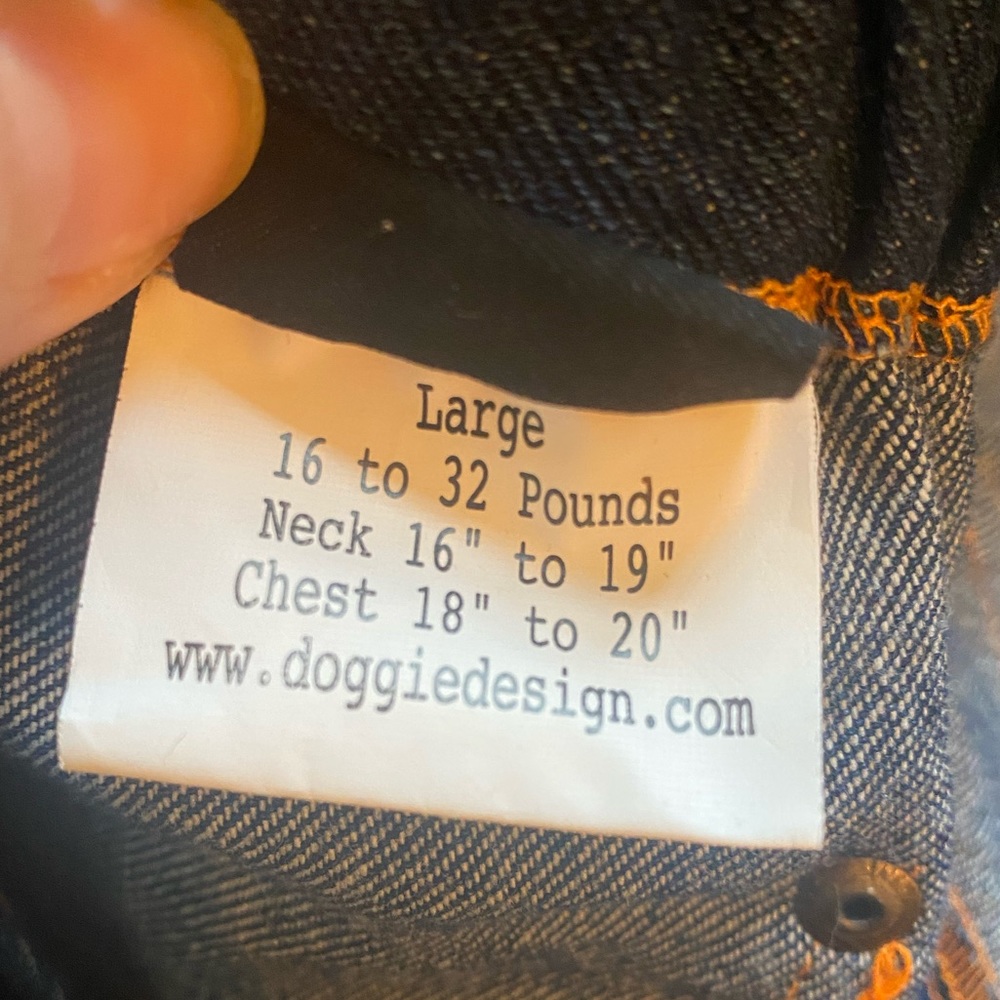 Large
16 to 32 Pounds
Neck 16" to 19"
Chest 18" to 20"
www.doggiedesign.com